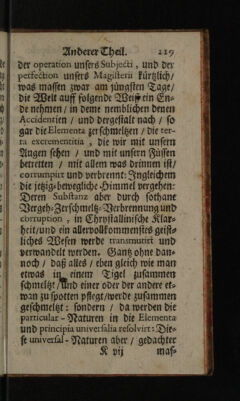 Anderer Theil. 229
der operation unsers Subjecti, und der
perfection unsers Magisterii kürtzlich/
was massen zwar am jüngsten Tage/
die Welt auff folgende Weise ein En-
de nehmen / in deme nemblichen denen
Accidentien / und dergestalt nach / so
gar die Elementa zerschmeltzen / die ter-
ra excrementitia , die wir mit unsern
Augen sehen / und mit unsern Füssen
betretten / mit allem was drinnen ist/
corrumpirt und verbrennt: Ingleichem
die jetzig-bewegliche Himmel vergehen:
Deren Substanz aber durch sothane
Vergeh-Zerschmeltz-Verbrennung und
corruption , in Chrystallinische Klar-
heit/und ein allervollkommenstes geist-
liches Wesen werde transmutirt und
verwandelt werden. Gantz ohne dan-
noch / daß alles / eben gleich wie man
etwas in einem Tigel zusammen
schmeltzt / und einer oder der andere et-
wan zu spotten pflegt/werde zusammen
geschmeltzt : sondern / da werden die
particular - Naturen in die Elementa
und principia universalia resolvirt: Die-
se universal-Naturen aber / gedachter
K vij mas-